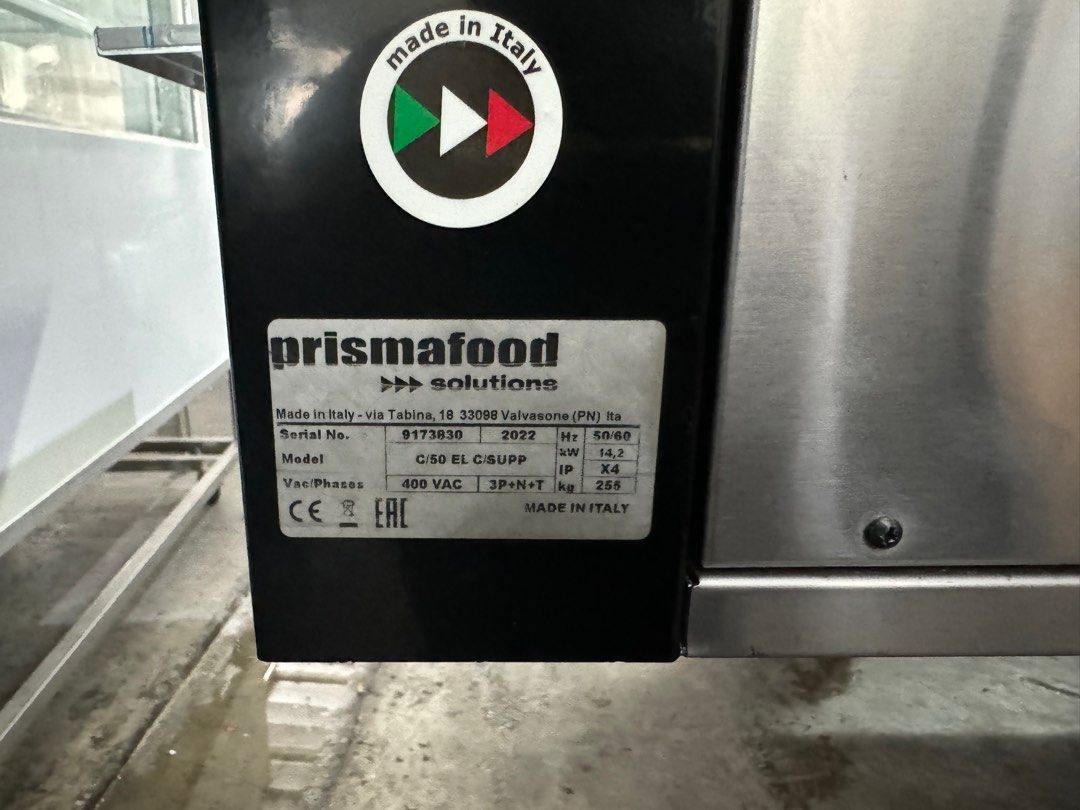 made in Italy
prismafood
solutions
Made in Italy - via Tabina, 18 33098 Valvasone (PN) Ita
Serial No. 9173830 2022 Hz 50/60
Model C/50 EL C/SUPP kW 14,2
IP X4
Vac/Phases 400 VAC 3P+N+T kg 255
CE EAC MADE IN ITALY